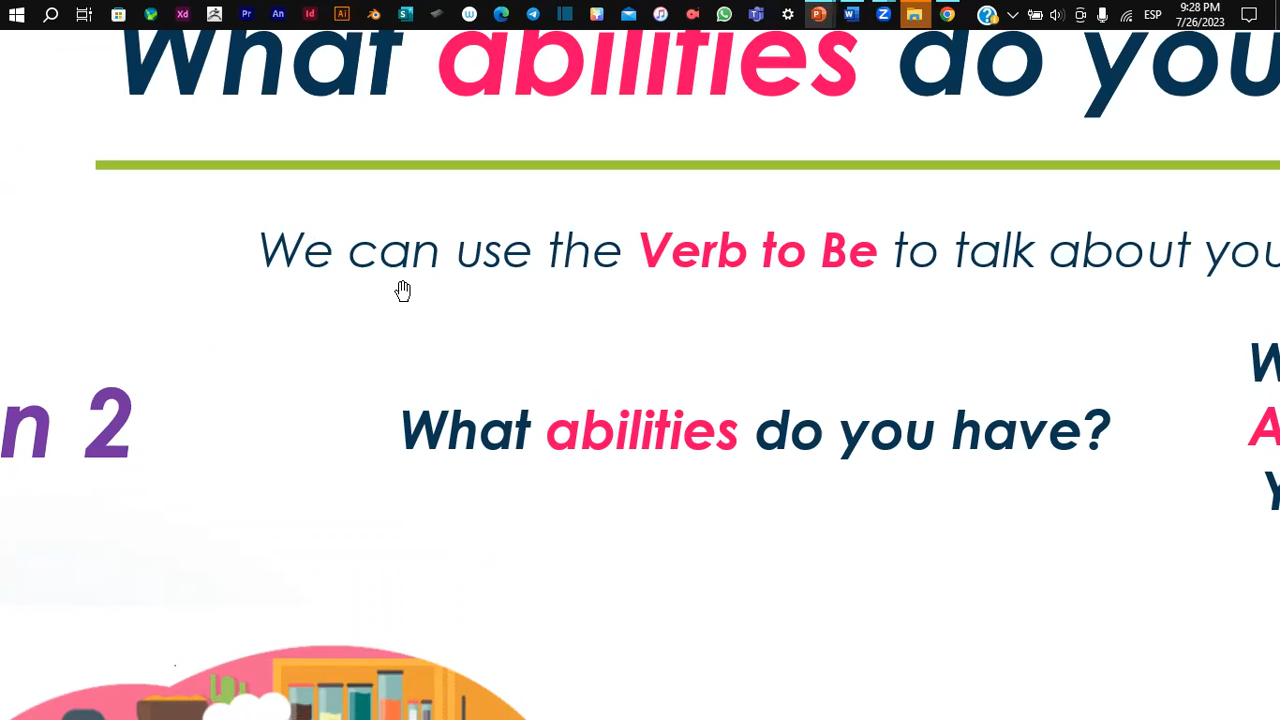 9:28 PM
ESP
7/26/2023
What abilities do you
We can use the Verb to Be to talk about you
n 2
What abilities do you have?
W
A
Y